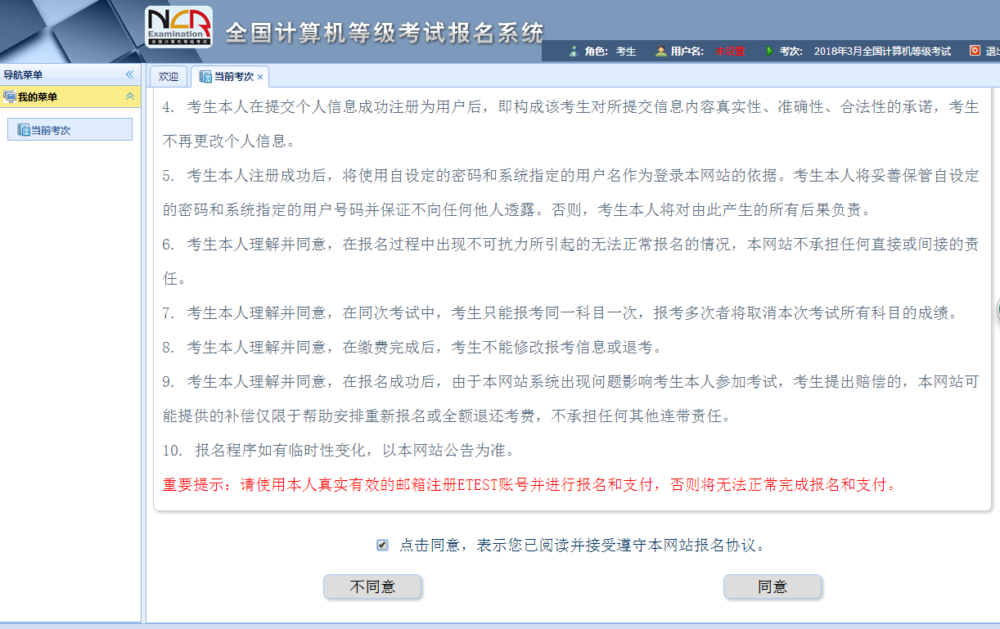 NCR
Examination
全国计算机等级考试
全国计算机等级考试报名系统
角色: 考生 用户名: 考次: 2018年3月全国计算机等级考试 退出
导航菜单
欢迎 当前考次 ×
我的菜单
当前考次
4. 考生本人在提交个人信息成功注册为用户后，即构成该考生对所提交信息内容真实性、准确性、合法性的承诺，考生
不再更改个人信息。
5. 考生本人注册成功后，将使用自设定的密码和系统指定的用户名作为登录本网站的依据。考生本人将妥善保管自设定
的密码和系统指定的用户号码并保证不向任何他人透露。否则，考生本人将对由此产生的所有后果负责。
6. 考生本人理解并同意，在报名过程中出现不可抗力所引起的无法正常报名的情况，本网站不承担任何直接或间接的责
任。
7. 考生本人理解并同意，在同次考试中，考生只能报考同一科目一次，报考多次者将取消本次考试所有科目的成绩。
8. 考生本人理解并同意，在缴费完成后，考生不能修改报考信息或退考。
9. 考生本人理解并同意，在报名成功后，由于本网站系统出现问题影响考生本人参加考试，考生提出赔偿的，本网站可
能提供的补偿仅限于帮助安排重新报名或全额退还考费，不承担任何其他连带责任。
10. 报名程序如有临时性变化，以本网站公告为准。
重要提示：请使用本人真实有效的邮箱注册ETEST账号并进行报名和支付，否则将无法正常完成报名和支付。
点击同意，表示您已阅读并接受遵守本网站报名协议。
不同意 同意